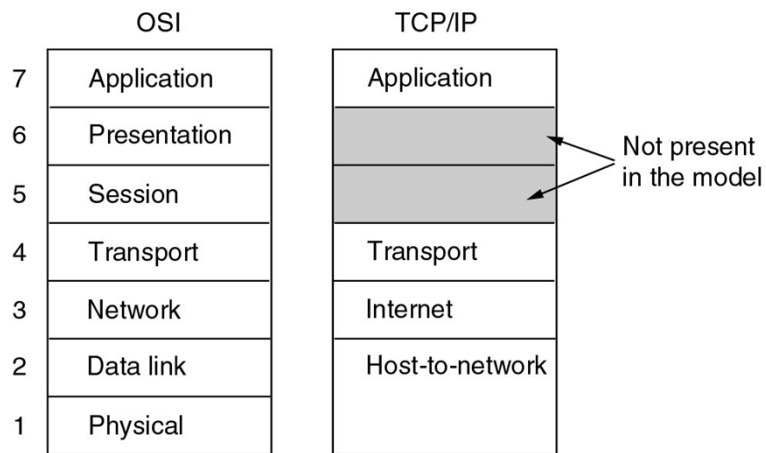 OSI TCP/IP
7 Application Application
6 Presentation
Not present
in the model
5 Session
4 Transport Transport
3 Network Internet
2 Data link Host-to-network
1 Physical